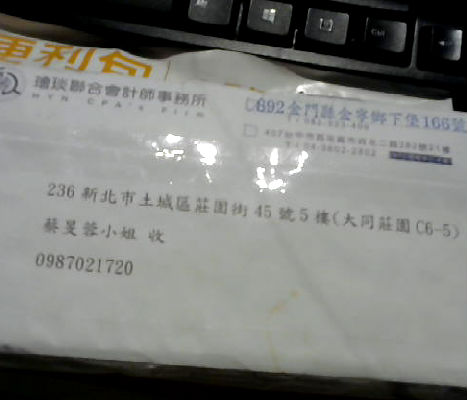 便利包
聯合會計師事務所
892金門縣金寧鄉下堡166號
236 新北市土城區莊園街 45 號 5 樓(大同莊園 C6-5)
蔡旻蓉小姐 收
0987021720
Ctrl